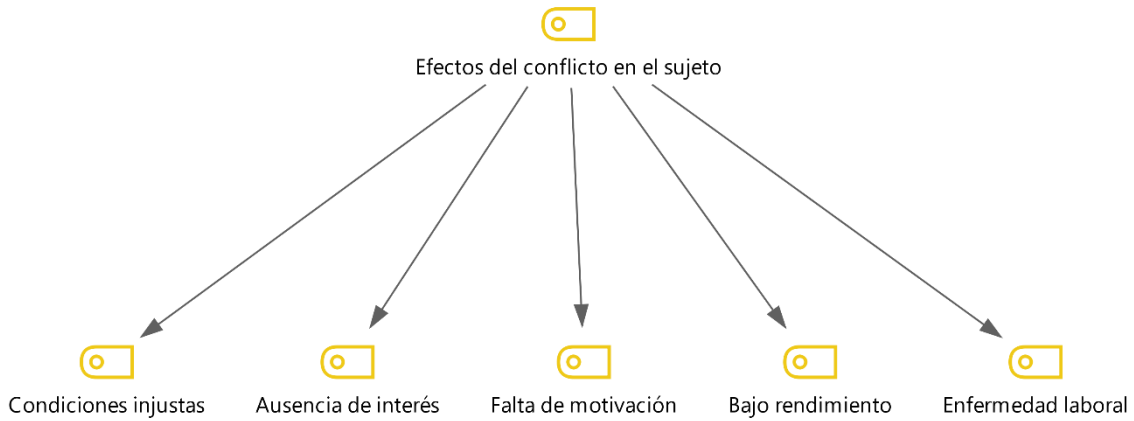 Efectos del conflicto en el sujeto
Condiciones injustas
Ausencia de interés
Falta de motivación
Bajo rendimiento
Enfermedad laboral